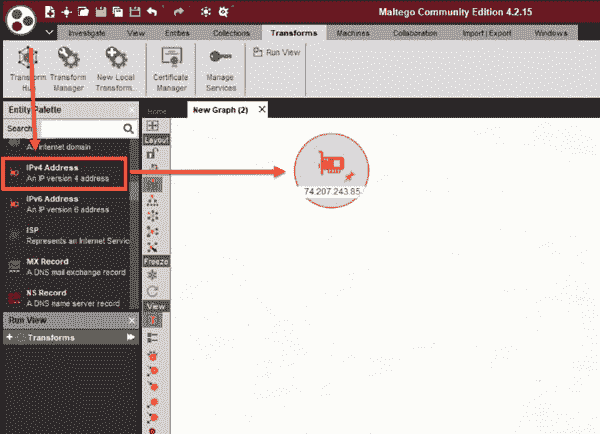 Maltego Community Edition 4.2.15
Investigate View Entities Collections Transforms Machines Collaboration Import | Export Windows
Transform Hub
Transform Manager
New Local Transform...
Certificate Manager
Manage Services
Run View
Entity Palette
Home
New Graph (2)
Search
Layout
An internet domain
IPv4 Address
An IP version 4 address
74.207.243.85
IPv6 Address
An IP version 6 address
ISP
Represents an Internet Servic
Freeze
MX Record
A DNS mail exchange record
NS Record
A DNS name server record
View
Run View
Transforms